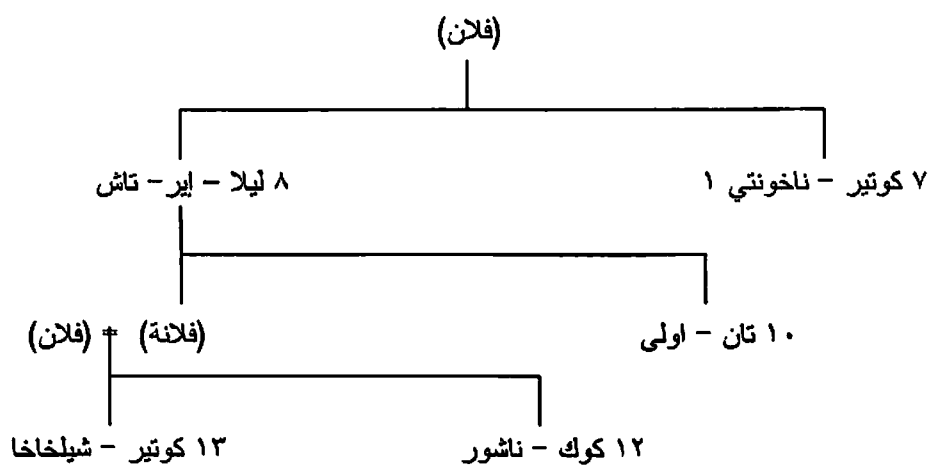 (فلان)
٧ كوتير – ناخونتي ١
٨ ليلا – إير – تاش
١٠ تان – اولى
(فلانة) = (فلان)
١٢ كوك – ناشور
١٣ كوتير – شيلخاخا